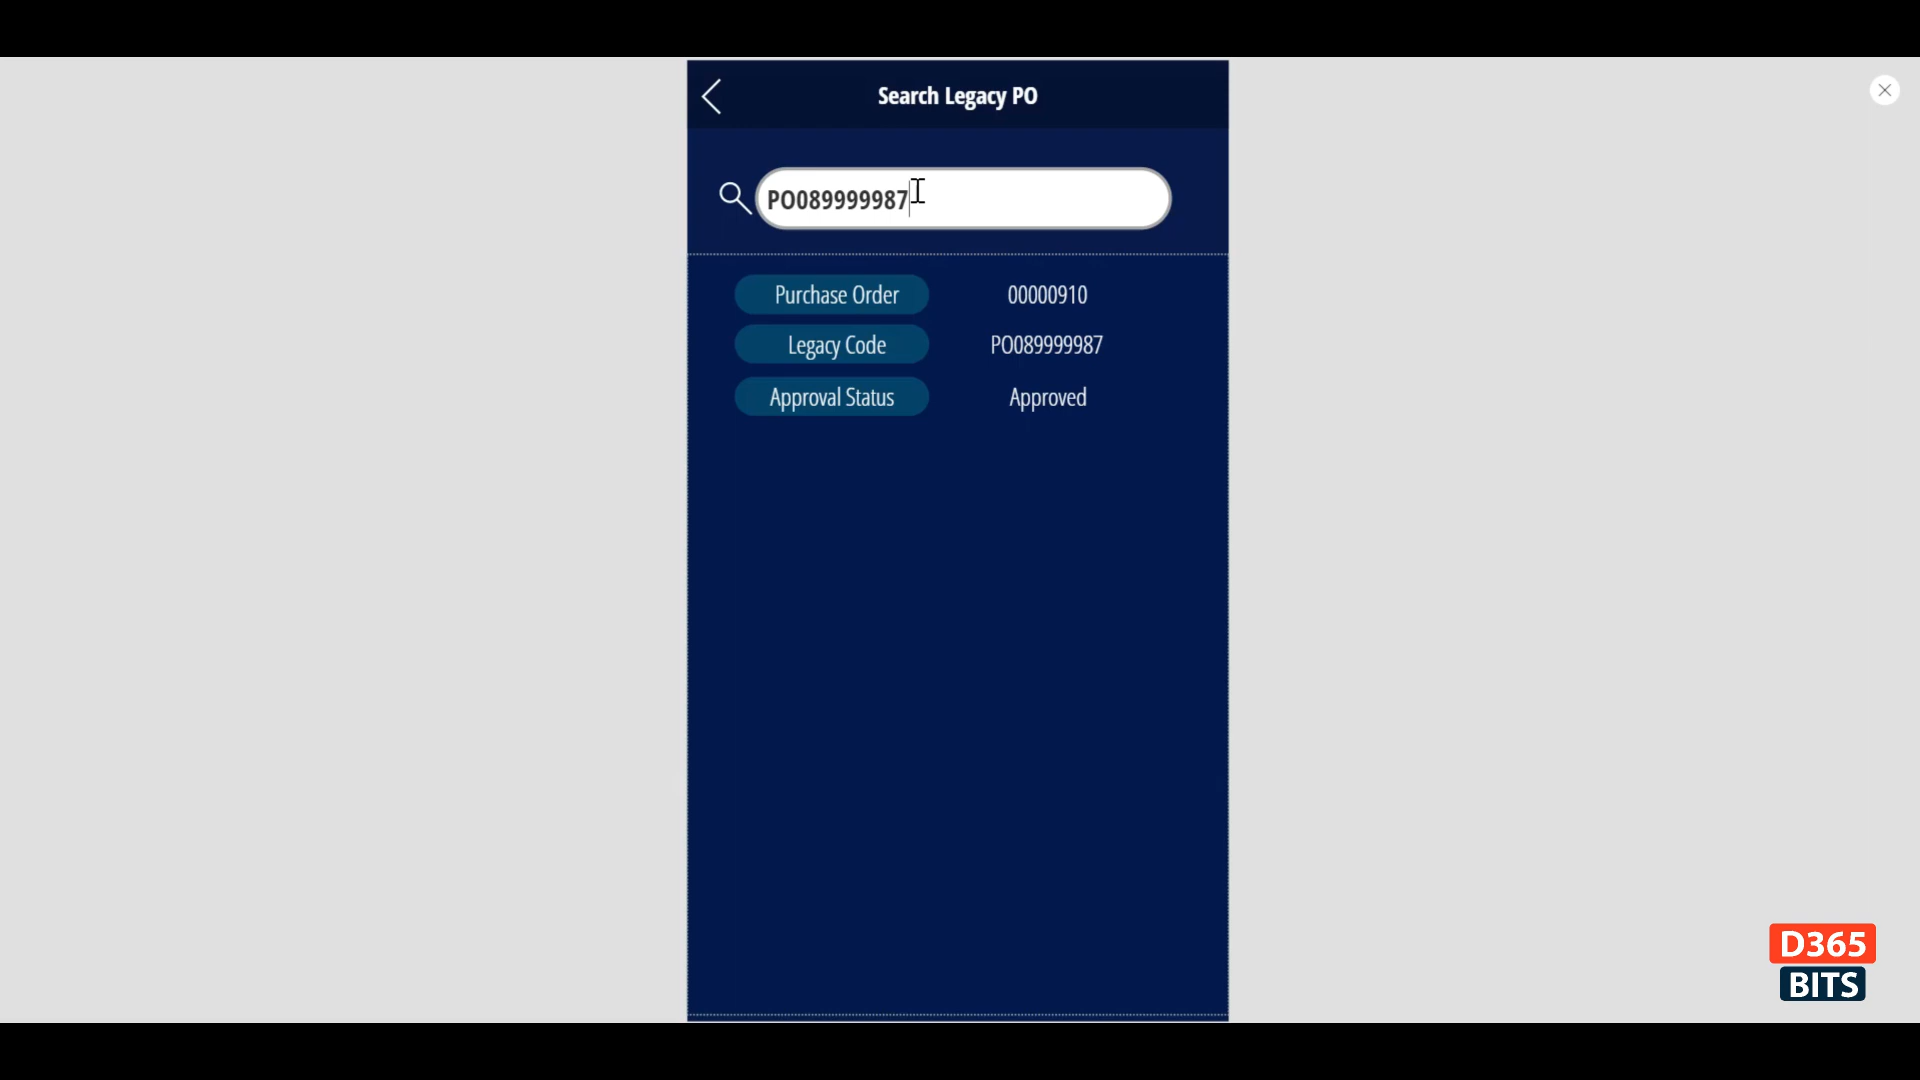 Search Legacy PO
PO089999987
Purchase Order 00000910
Legacy Code PO089999987
Approval Status Approved
D365
BITS